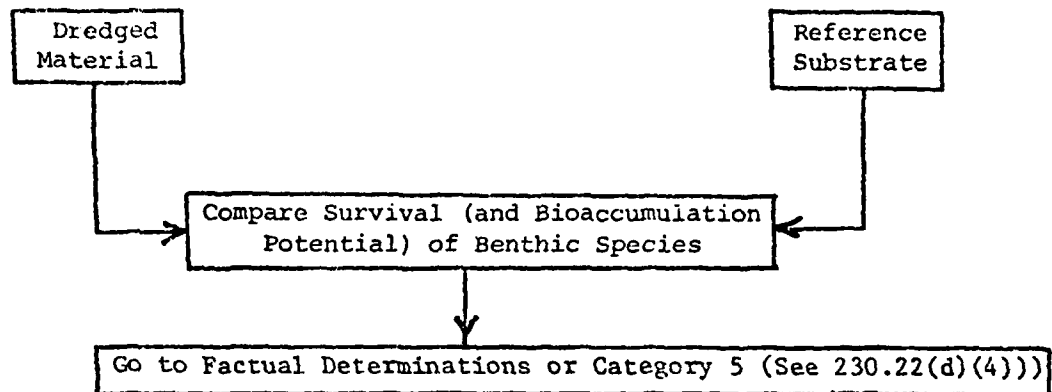 Dredged
Material
Reference
Substrate
Compare Survival (and Bioaccumulation
Potential) of Benthic Species
Go to Factual Determinations or Category 5 (See 230.22(d)(4)))